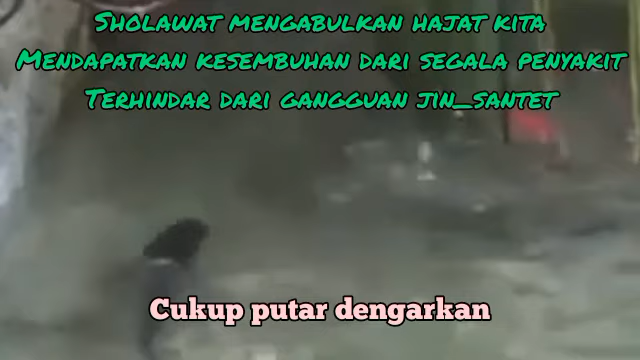 Sholawat mengabulkan hajat kita
Mendapatkan kesembuhan dari segala penyakit
Terhindar dari gangguan jin_santet
Cukup putar dengarkan